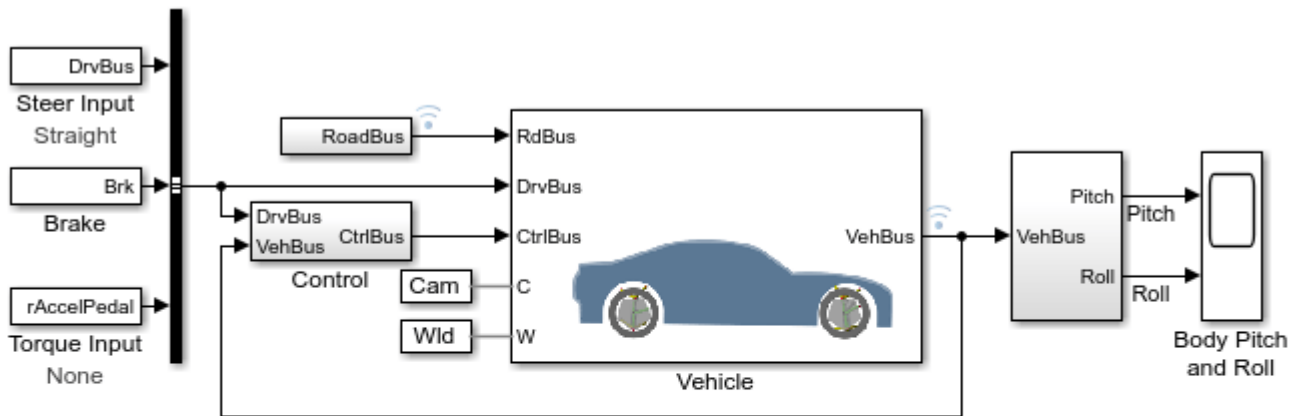 DrvBus
Steer Input
Straight
Brk
Brake
rAccelPedal
Torque Input
None
RoadBus
DrvBus
VehBus
CtrlBus
Control
Cam
Wld
RdBus
DrvBus
CtrlBus
C
W
VehBus
Vehicle
VehBus
Pitch
Roll
Pitch
Roll
Body Pitch
and Roll